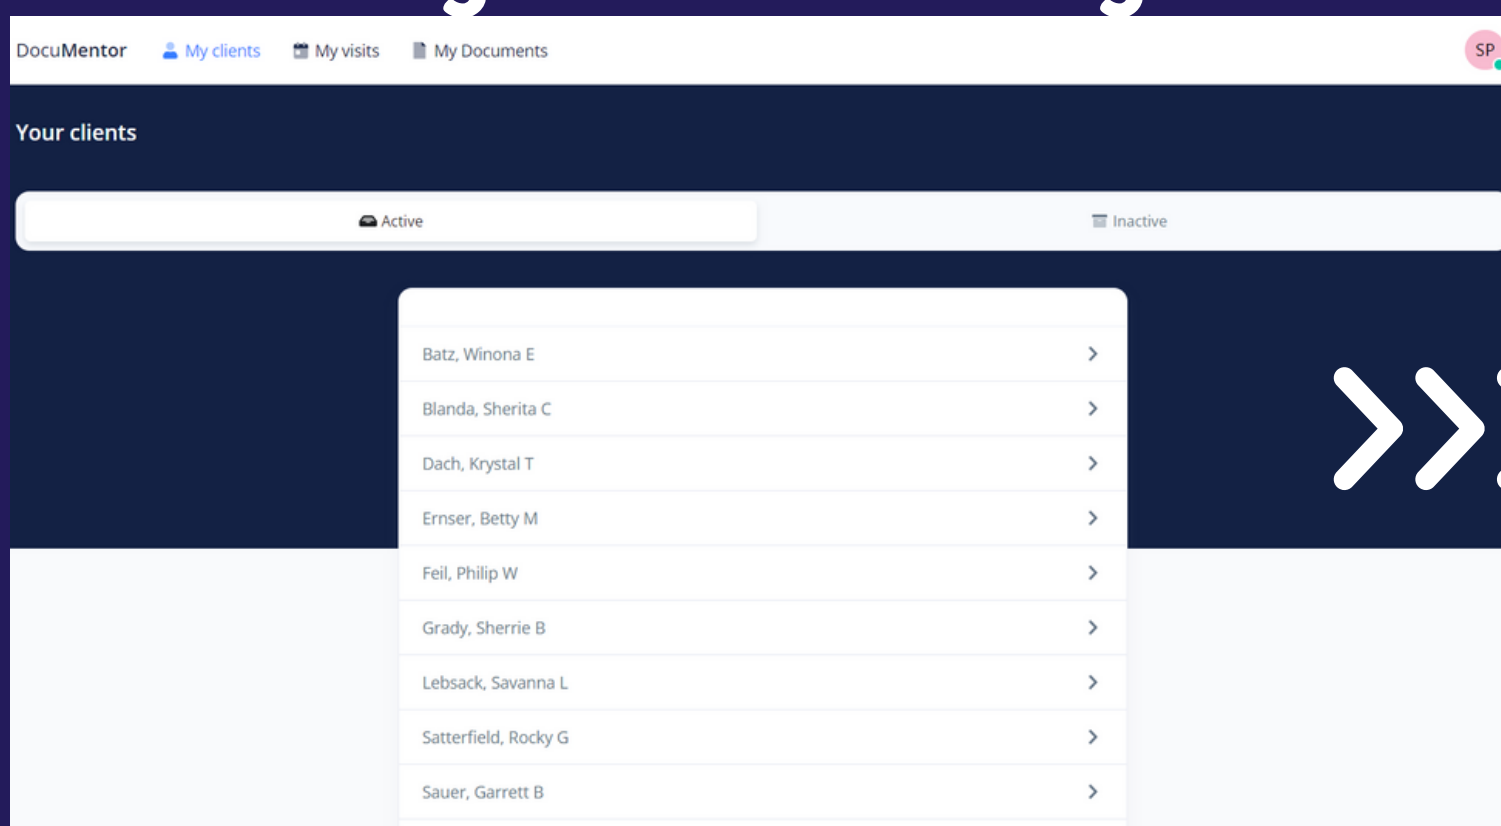 DocuMentor My clients My visits My Documents SP
Your clients
Active Inactive
Batz, Winona E
Blanda, Sherita C
Dach, Krystal T
Ernser, Betty M
Feil, Philip W
Grady, Sherrie B
Lebsack, Savanna L
Satterfield, Rocky G
Sauer, Garrett B